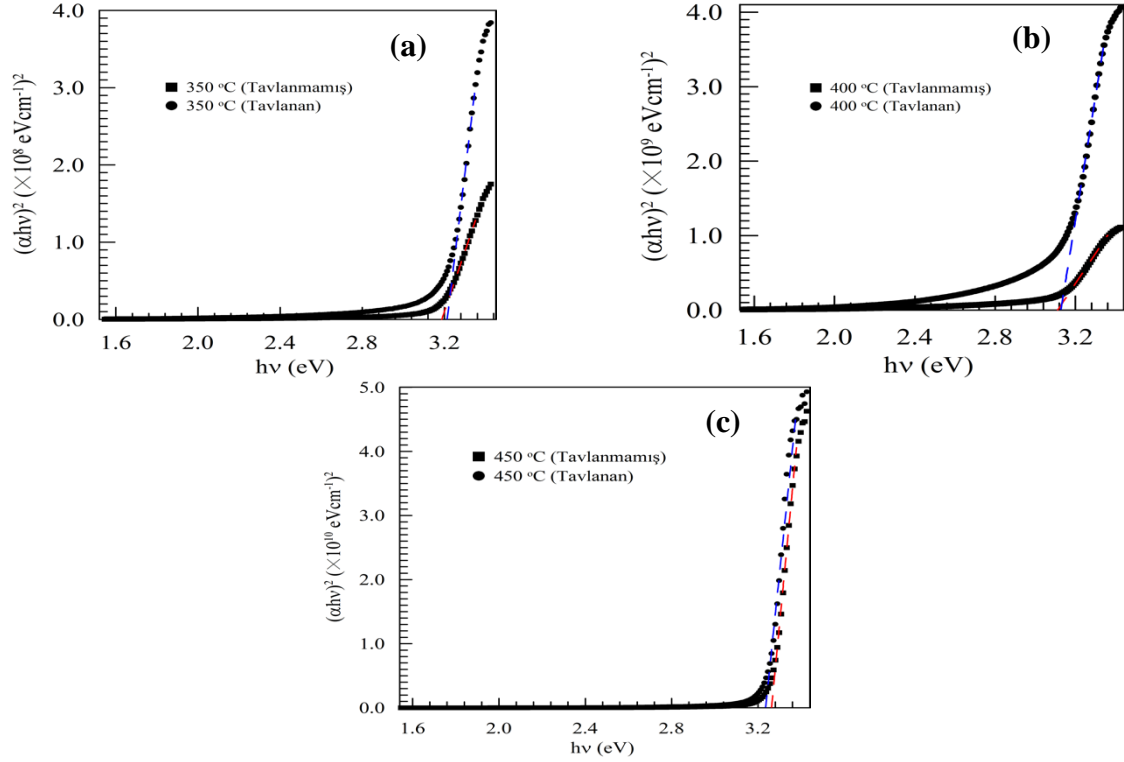 (a)
4.0
3.0
2.0
1.0
0.0
(αhν)² (×10⁸ eVcm⁻¹)²
350 °C (Tavlanmamış)
350 °C (Tavlanan)
1.6 2.0 2.4 2.8 3.2
hν (eV)
(b)
4.0
3.0
2.0
1.0
0.0
(αhν)² (×10⁹ eVcm⁻¹)²
400 °C (Tavlanmamış)
400 °C (Tavlanan)
1.6 2.0 2.4 2.8 3.2
hν (eV)
(c)
5.0
4.0
3.0
2.0
1.0
0.0
(αhν)² (×10¹⁰ eVcm⁻¹)²
450 °C (Tavlanmamış)
450 °C (Tavlanan)
1.6 2.0 2.4 2.8 3.2
hν (eV)